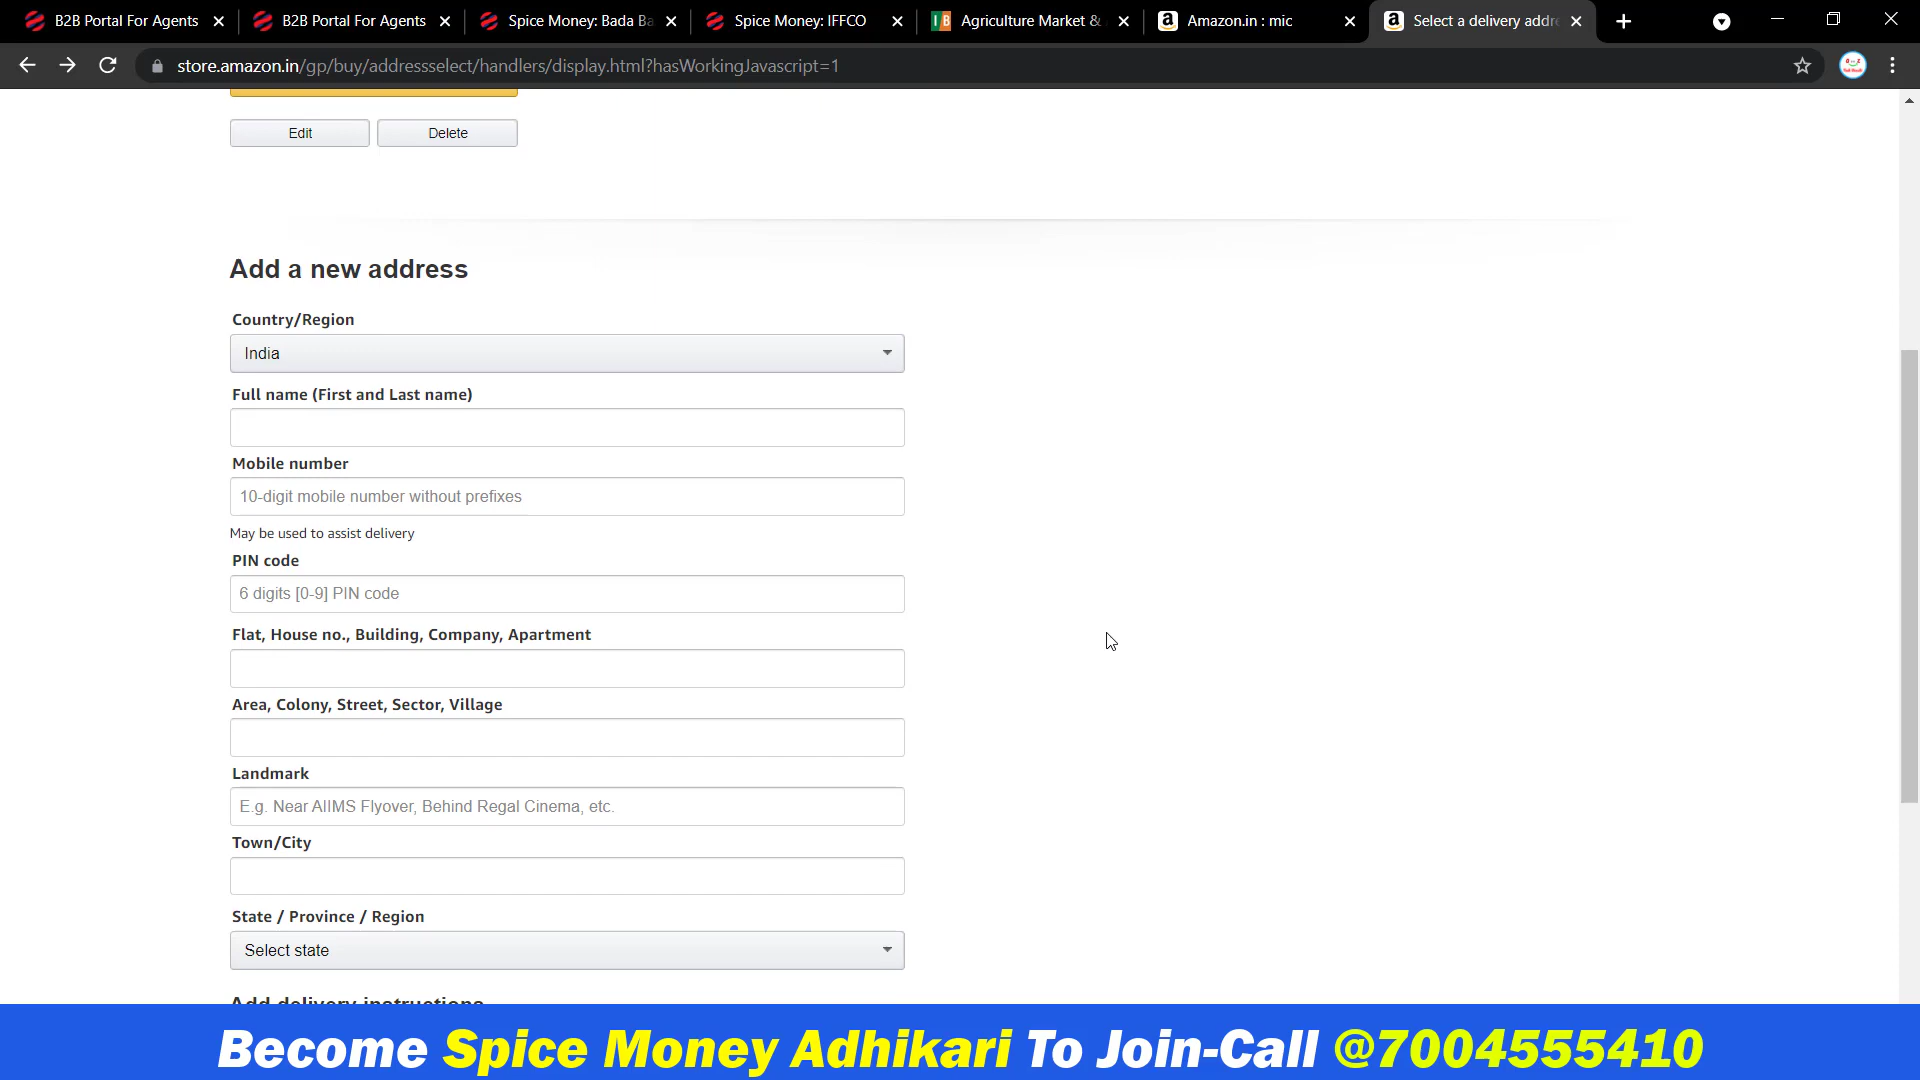 B2B Portal For Agents
B2B Portal For Agents
Spice Money: Bada Ba
Spice Money: IFFCO
Agriculture Market &
Amazon.in : mic
Select a delivery addre
store.amazon.in/gp/buy/addressselect/handlers/display.html?hasWorkingJavascript=1
Edit
Delete
Add a new address
Country/Region
India
Full name (First and Last name)
Mobile number
10-digit mobile number without prefixes
May be used to assist delivery
PIN code
6 digits [0-9] PIN code
Flat, House no., Building, Company, Apartment
Area, Colony, Street, Sector, Village
Landmark
E.g. Near AIIMS Flyover, Behind Regal Cinema, etc.
Town/City
State / Province / Region
Select state
Add delivery instructions
Become Spice Money Adhikari To Join-Call @7004555410